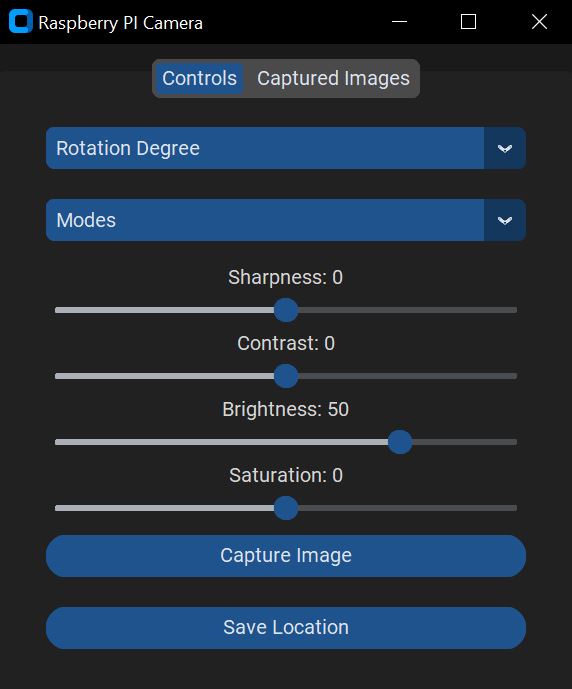 Raspberry PI Camera
Controls Captured Images
Rotation Degree
Modes
Sharpness: 0
Contrast: 0
Brightness: 50
Saturation: 0
Capture Image
Save Location